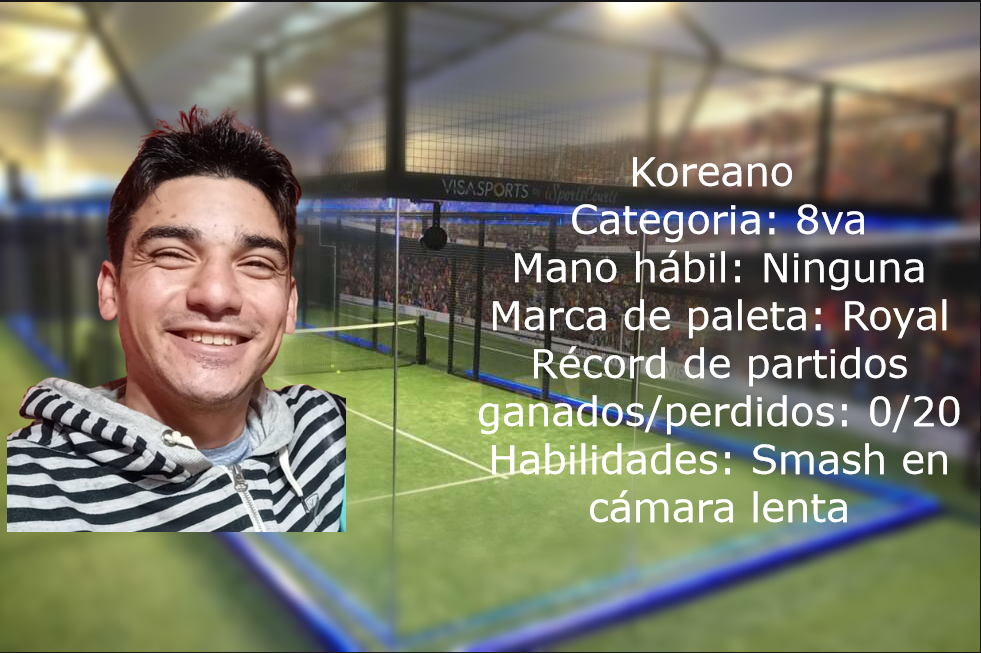 VISASPORTS
Koreano
Categoria: 8va
Mano hábil: Ninguna
Marca de paleta: Royal
Récord de partidos
ganados/perdidos: 0/20
Habilidades: Smash en
cámara lenta